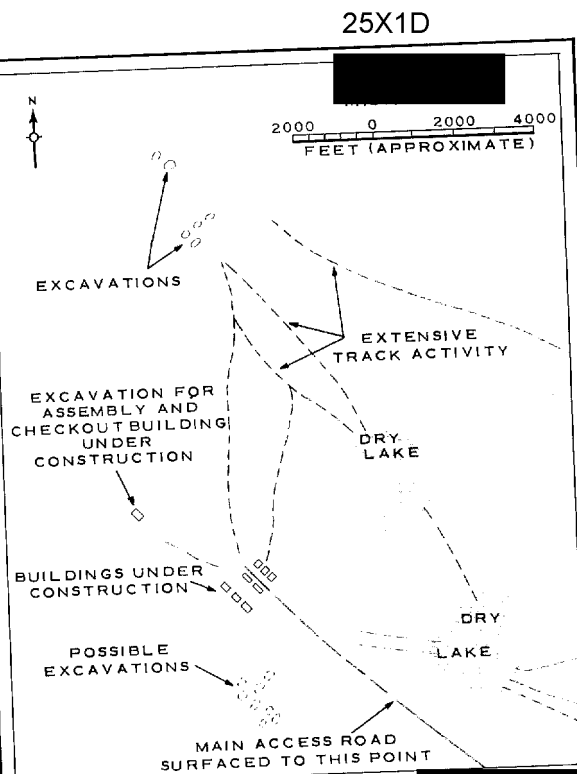 25X1D
N
2000 0 2000 4000
FEET (APPROXIMATE)
EXCAVATIONS
EXTENSIVE
TRACK ACTIVITY
EXCAVATION FOR
ASSEMBLY AND
CHECKOUT BUILDING
UNDER
CONSTRUCTION
DRY
LAKE
BUILDINGS UNDER
CONSTRUCTION
DRY
LAKE
POSSIBLE
EXCAVATIONS
MAIN ACCESS ROAD
SURFACED TO THIS POINT